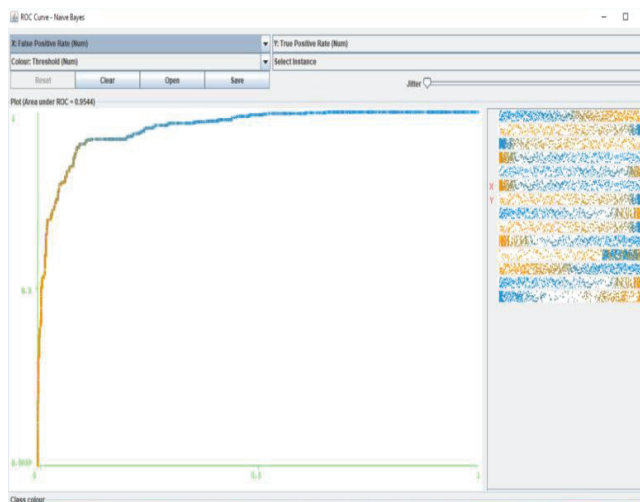 ROC Curve - Naive Bayes
X: False Positive Rate (Num)
Y: True Positive Rate (Num)
Colour: Threshold (Num)
Select Instance
Reset
Clear
Open
Save
Jitter
Plot (Area under ROC = 0.9544)
1
X
Y
0.5
0
0.5
1
Class colour